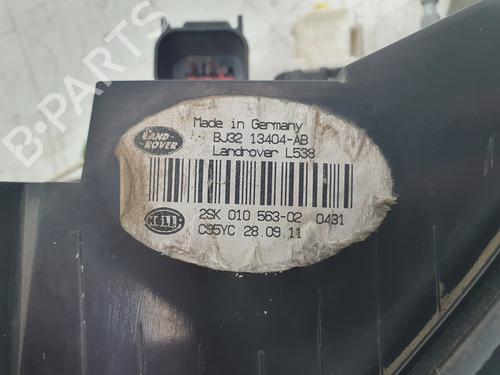 Made in Germany
BJ32 13404-AB
Landrover L538
LAND-
ROVER
2SK 010 563-02 0431
HELLA
C95YC 28.09.11
B-PARTS